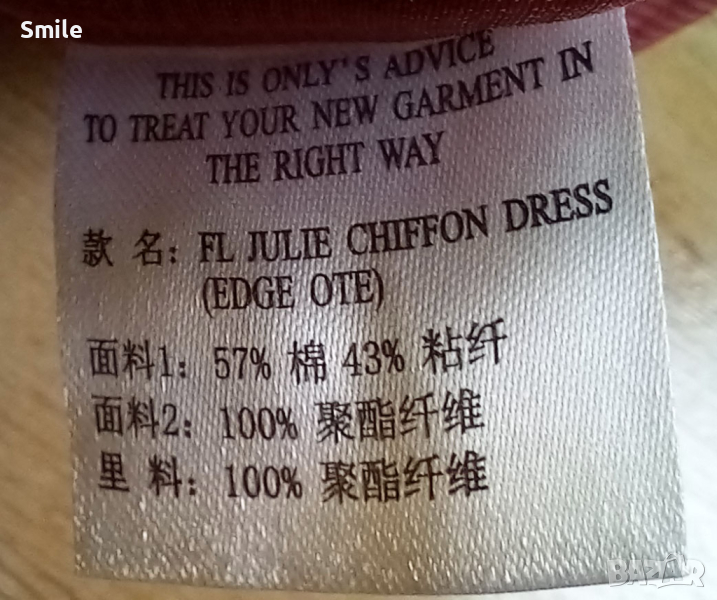 Smile
THIS IS ONLY'S ADVICE
TO TREAT YOUR NEW GARMENT IN
THE RIGHT WAY
款 名: FL JULIE CHIFFON DRESS
(EDGE OTE)
面料1: 57% 棉 43% 粘纤
面料2: 100% 聚酯纤维
里 料: 100% 聚酯纤维
BAZAR